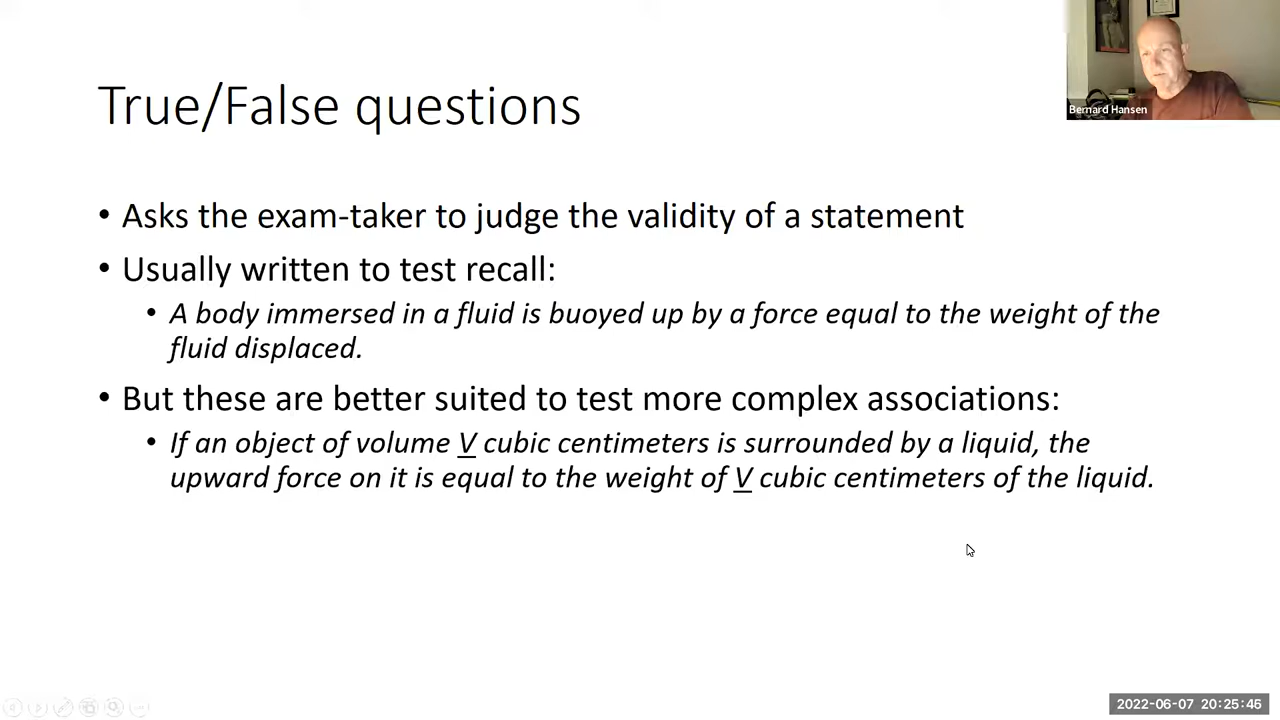 True/False questions
Bernard Hansen
• Asks the exam-taker to judge the validity of a statement
• Usually written to test recall:
• A body immersed in a fluid is buoyed up by a force equal to the weight of the
fluid displaced.
• But these are better suited to test more complex associations:
• If an object of volume V cubic centimeters is surrounded by a liquid, the
upward force on it is equal to the weight of V cubic centimeters of the liquid.
2022-06-07 20:25:45